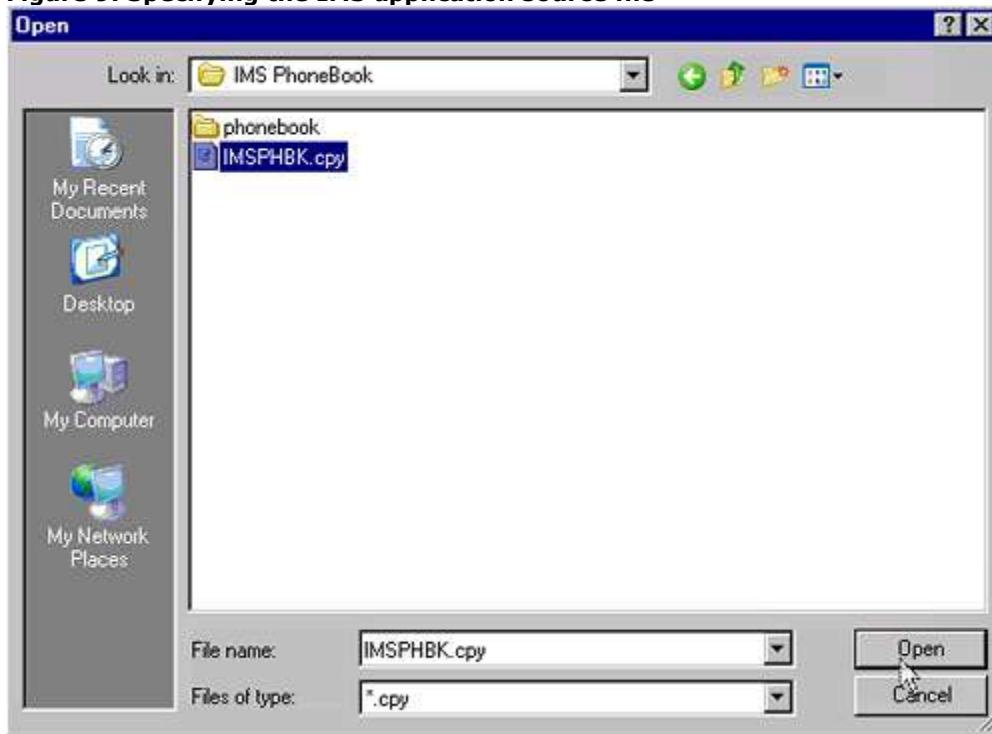 Open
Look in: IMS PhoneBook
phonebook
IMSPHBK.cpy
My Recent
Documents
Desktop
My Computer
My Network
Places
File name: IMSPHBK.cpy Open
Files of type: *.cpy Cancel